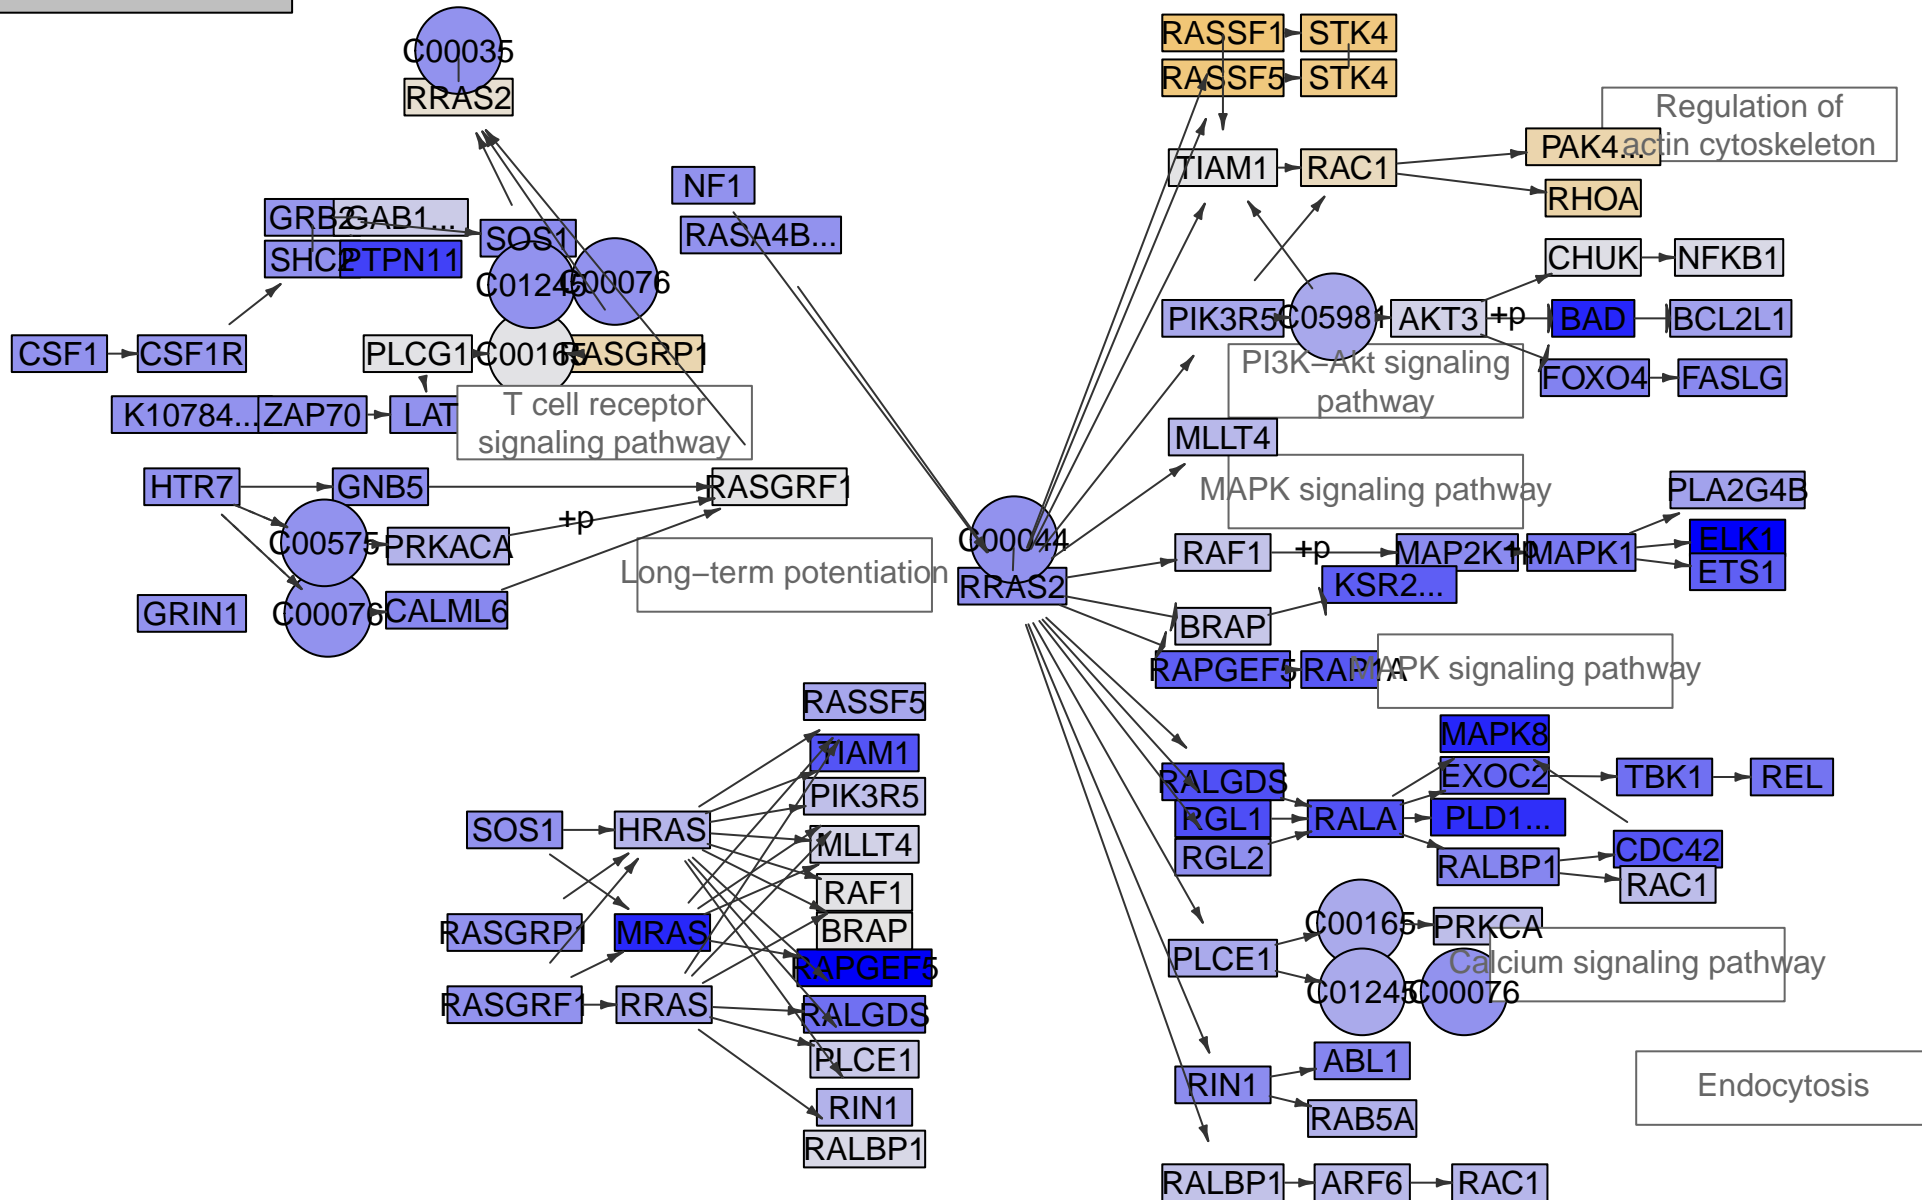 C00035
RRAS2
NF1
RASA4B...
GRB2
GAB1...
SOS1
SHC2
PTPN11
C01245
C00076
CSF1
CSF1R
PLCG1
C00165
RASGRP1
K10784...
ZAP70
LAT
T cell receptor
signaling pathway
HTR7
GNB5
RASGRF1
C00575
PRKACA
+p
GRIN1
C00076
CALML6
Long–term potentiation
C00044
RRAS2
RASSF1
STK4
RASSF5
STK4
Regulation of
actin cytoskeleton
TIAM1
RAC1
PAK4...
RHOA
CHUK
NFKB1
PIK3R5
C05981
AKT3
+p
BAD
BCL2L1
PI3K–Akt signaling
pathway
FOXO4
FASLG
MLLT4
MAPK signaling pathway
PLA2G4B
RAF1
+p
MAP2K1
+p
MAPK1
ELK1
ETS1
KSR2...
BRAP
RAPGEF5
RAP1A
MAPK signaling pathway
MAPK8
RALGDS
EXOC2
TBK1
REL
RGL1
RALA
PLD1...
RGL2
RALBP1
CDC42
RAC1
C00165
PRKCA
PLCE1
Calcium signaling pathway
C01245
C00076
RIN1
ABL1
RAB5A
Endocytosis
RALBP1
ARF6
RAC1
RASSF5
TIAM1
PIK3R5
SOS1
HRAS
MLLT4
RAF1
RASGRP1
MRAS
BRAP
RAPGEF5
RASGRF1
RRAS
RALGDS
PLCE1
RIN1
RALBP1